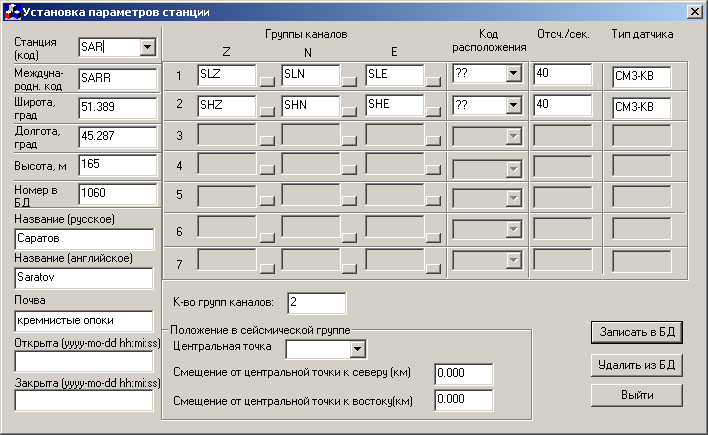 Установка параметров станции
Станция (код)
SAR
Междуна-
родн. код
SARR
Широта, град
51.389
Долгота, град
45.287
Высота, м
165
Номер в БД
1060
Название (русское)
Саратов
Название (английское)
Saratov
Почва
кремнистые опоки
Открыта (yyyy-mo-dd hh:mi:ss)
Закрыта (yyyy-mo-dd hh:mi:ss)
Группы каналов
Z N E
Код расположения
Отсч./сек.
Тип датчика
1 SLZ SLN SLE ?? 40 СМ3-КВ
2 SHZ SHN SHE ?? 40 СМ3-КВ
3
4
5
6
7
К-во групп каналов: 2
Положение в сейсмической группе
Центральная точка
Смещение от центральной точки к северу (км) 0.000
Смещение от центральной точки к востоку(км) 0.000
Записать в БД
Удалить из БД
Выйти